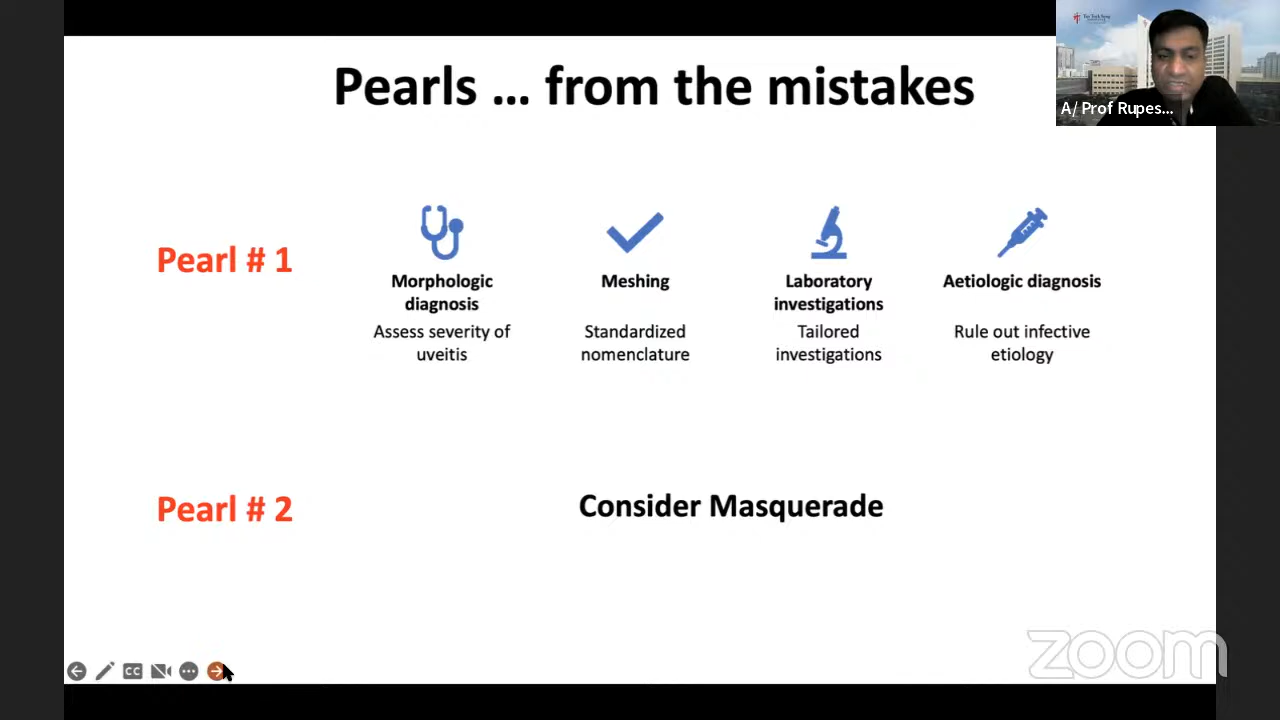 Pearls ... from the mistakes
A/ Prof Rupes...
Pearl # 1
Morphologic
diagnosis
Assess severity of
uveitis
Meshing
Standardized
nomenclature
Laboratory
investigations
Tailored
investigations
Aetiologic diagnosis
Rule out infective
etiology
Pearl # 2
Consider Masquerade
CC
zoom